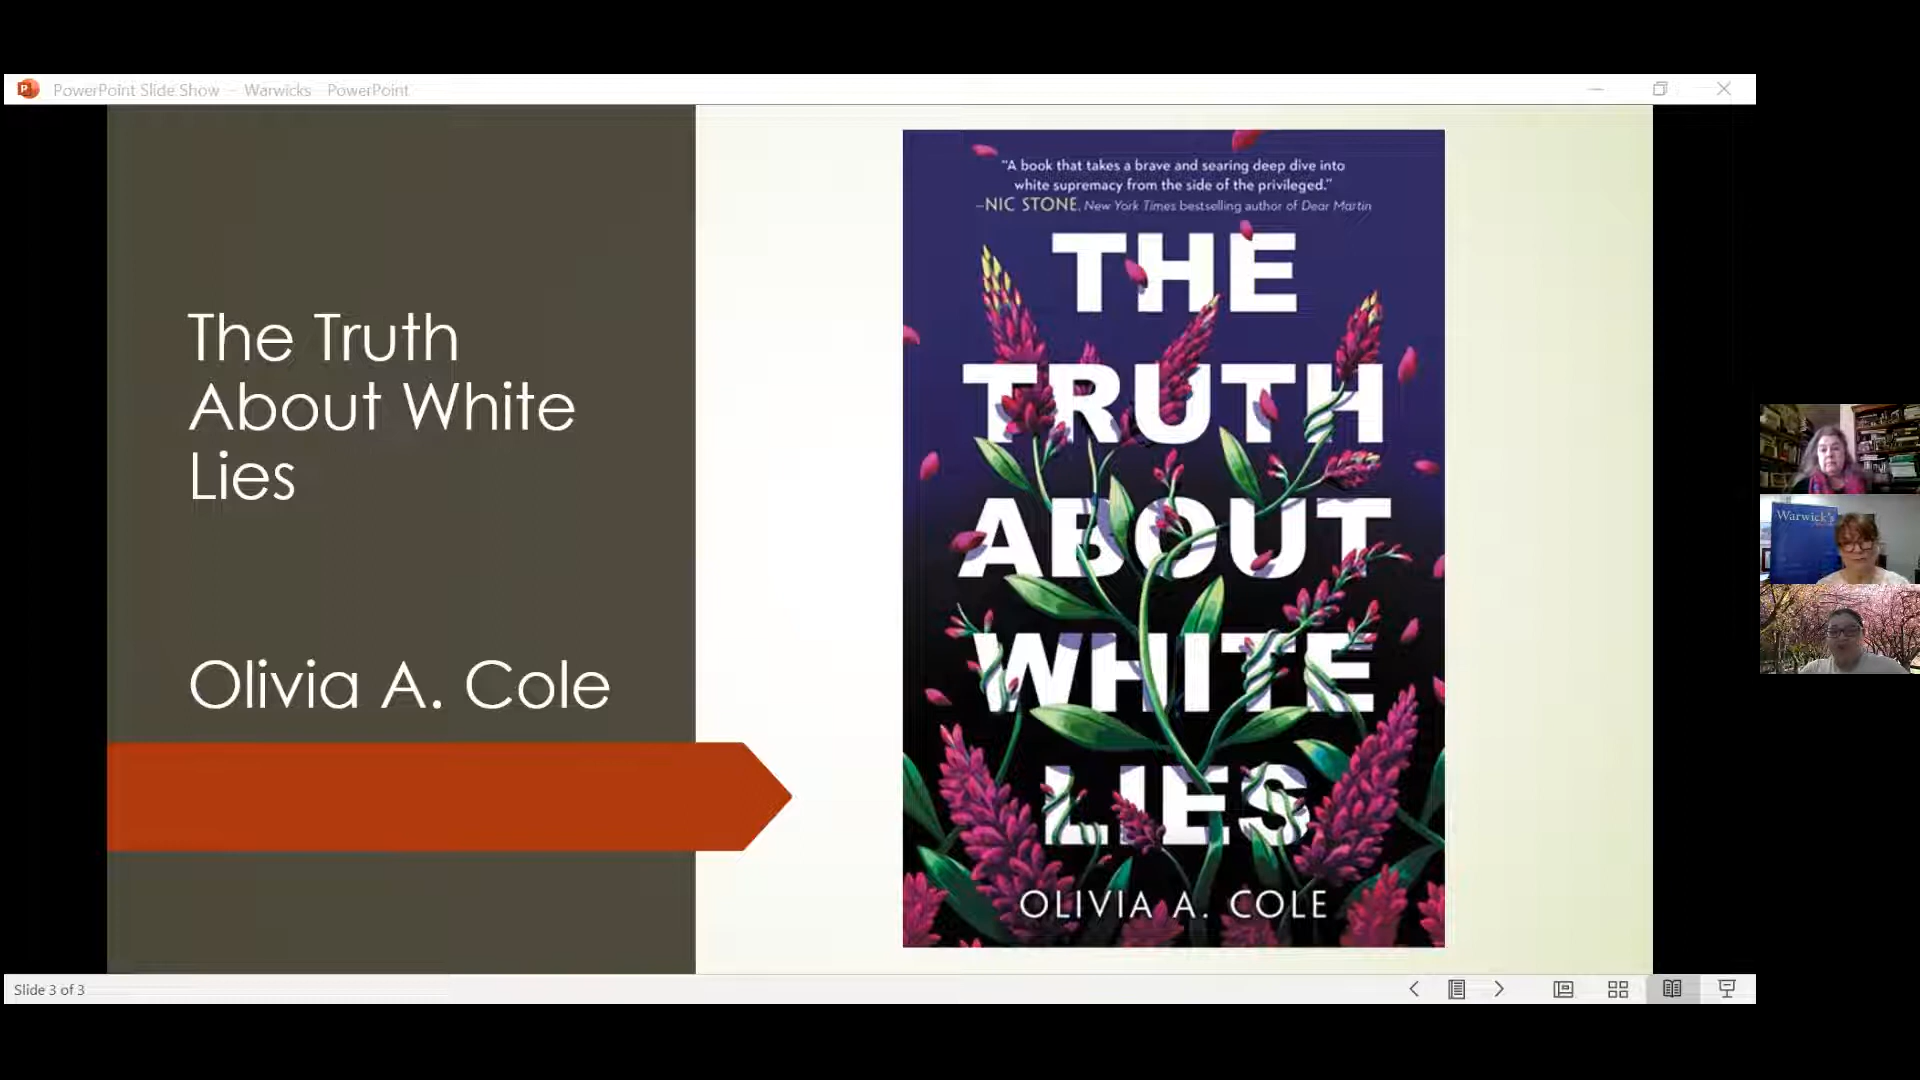 PowerPoint Slide Show - Warwicks - PowerPoint
The Truth
About White
Lies
Olivia A. Cole
"A book that takes a brave and searing deep dive into
white supremacy from the side of the privileged."
–NIC STONE, New York Times bestselling author of Dear Martin
THE
TRUTH
ABOUT
WHITE
LIES
OLIVIA A. COLE
Warwick's
Slide 3 of 3